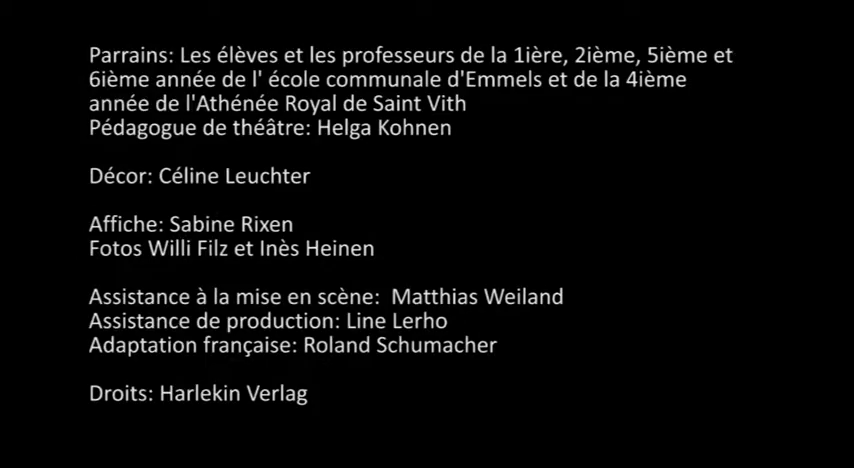 Parrains: Les élèves et les professeurs de la 1ière, 2ième, 5ième et
6ième année de l' école communale d'Emmels et de la 4ième
année de l'Athénée Royal de Saint Vith
Pédagogue de théâtre: Helga Kohnen
Décor: Céline Leuchter
Affiche: Sabine Rixen
Fotos Willi Filz et Inès Heinen
Assistance à la mise en scène:  Matthias Weiland
Assistance de production: Line Lerho
Adaptation française: Roland Schumacher
Droits: Harlekin Verlag